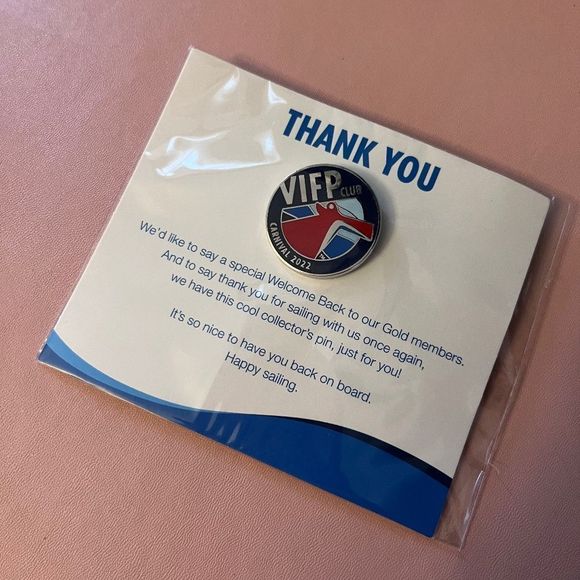 THANK YOU
VIFP
CLUB
CARNIVAL 2022
We'd like to say a special Welcome Back to our Gold members.
And to say thank you for sailing with us once again,
we have this cool collector's pin, just for you!
It's so nice to have you back on board.
Happy sailing.